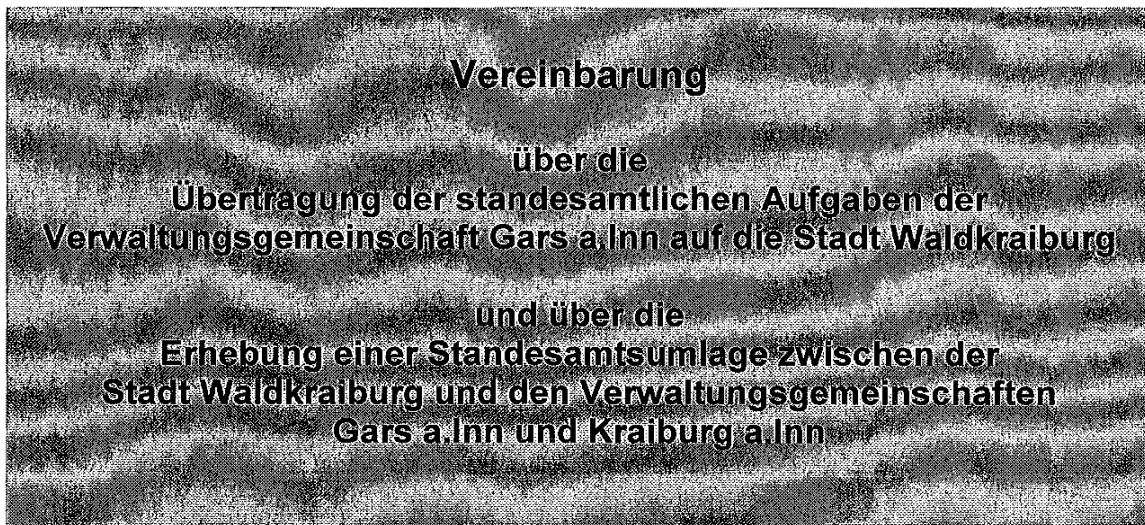 Vereinbarung
über die
Übertragung der standesamtlichen Aufgaben der
Verwaltungsgemeinschaft Gars a.Inn auf die Stadt Waldkraiburg
und über die
Erhebung einer Standesamtsumlage zwischen der
Stadt Waldkraiburg und den Verwaltungsgemeinschaften
Gars a.Inn und Kraiburg a.Inn